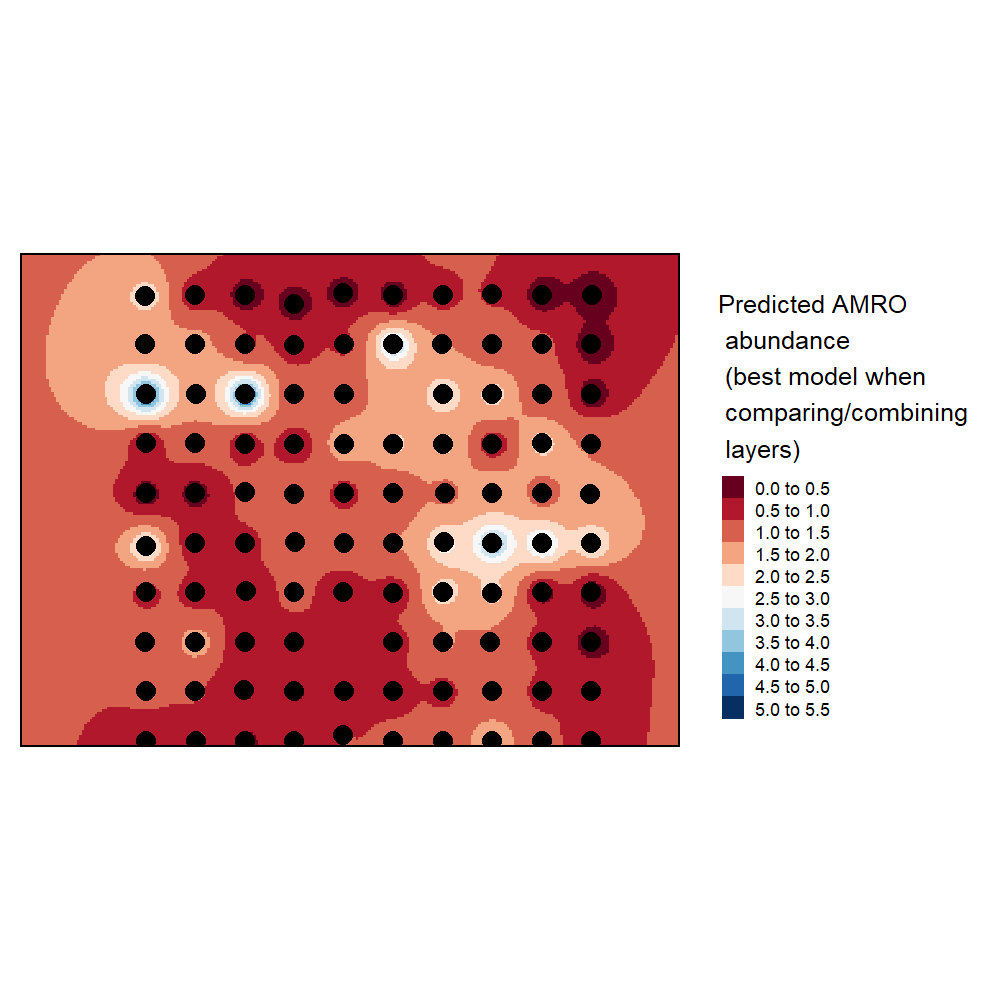 Predicted AMRO
abundance
(best model when
comparing/combining
layers)
0.0 to 0.5
0.5 to 1.0
1.0 to 1.5
1.5 to 2.0
2.0 to 2.5
2.5 to 3.0
3.0 to 3.5
3.5 to 4.0
4.0 to 4.5
4.5 to 5.0
5.0 to 5.5